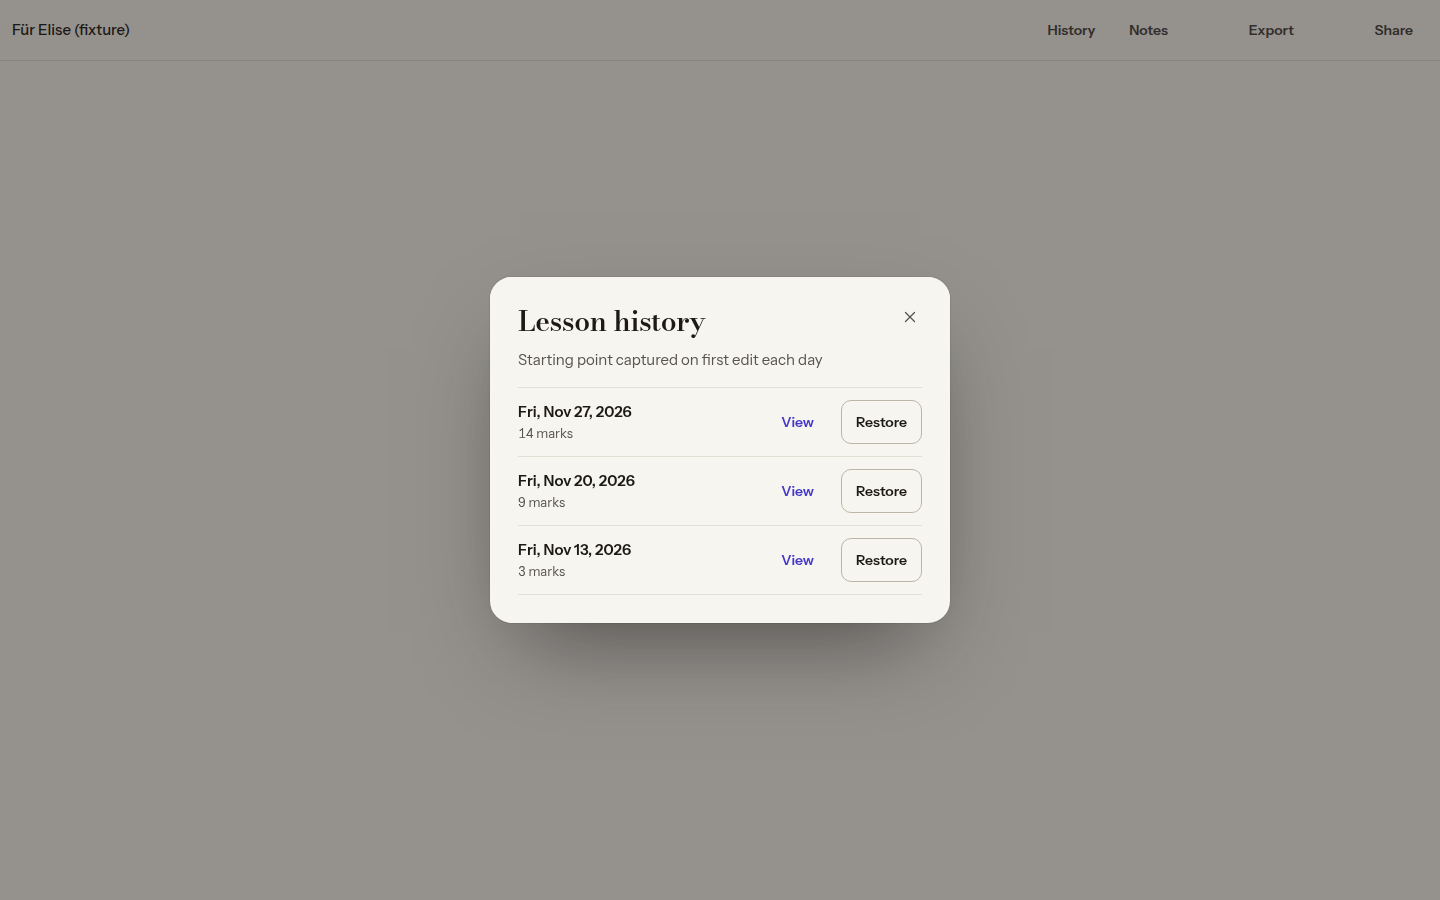 Für Elise (fixture)
History
Notes
Export
Share
Lesson history
Starting point captured on first edit each day
Fri, Nov 27, 2026
14 marks
View
Restore
Fri, Nov 20, 2026
9 marks
View
Restore
Fri, Nov 13, 2026
3 marks
View
Restore